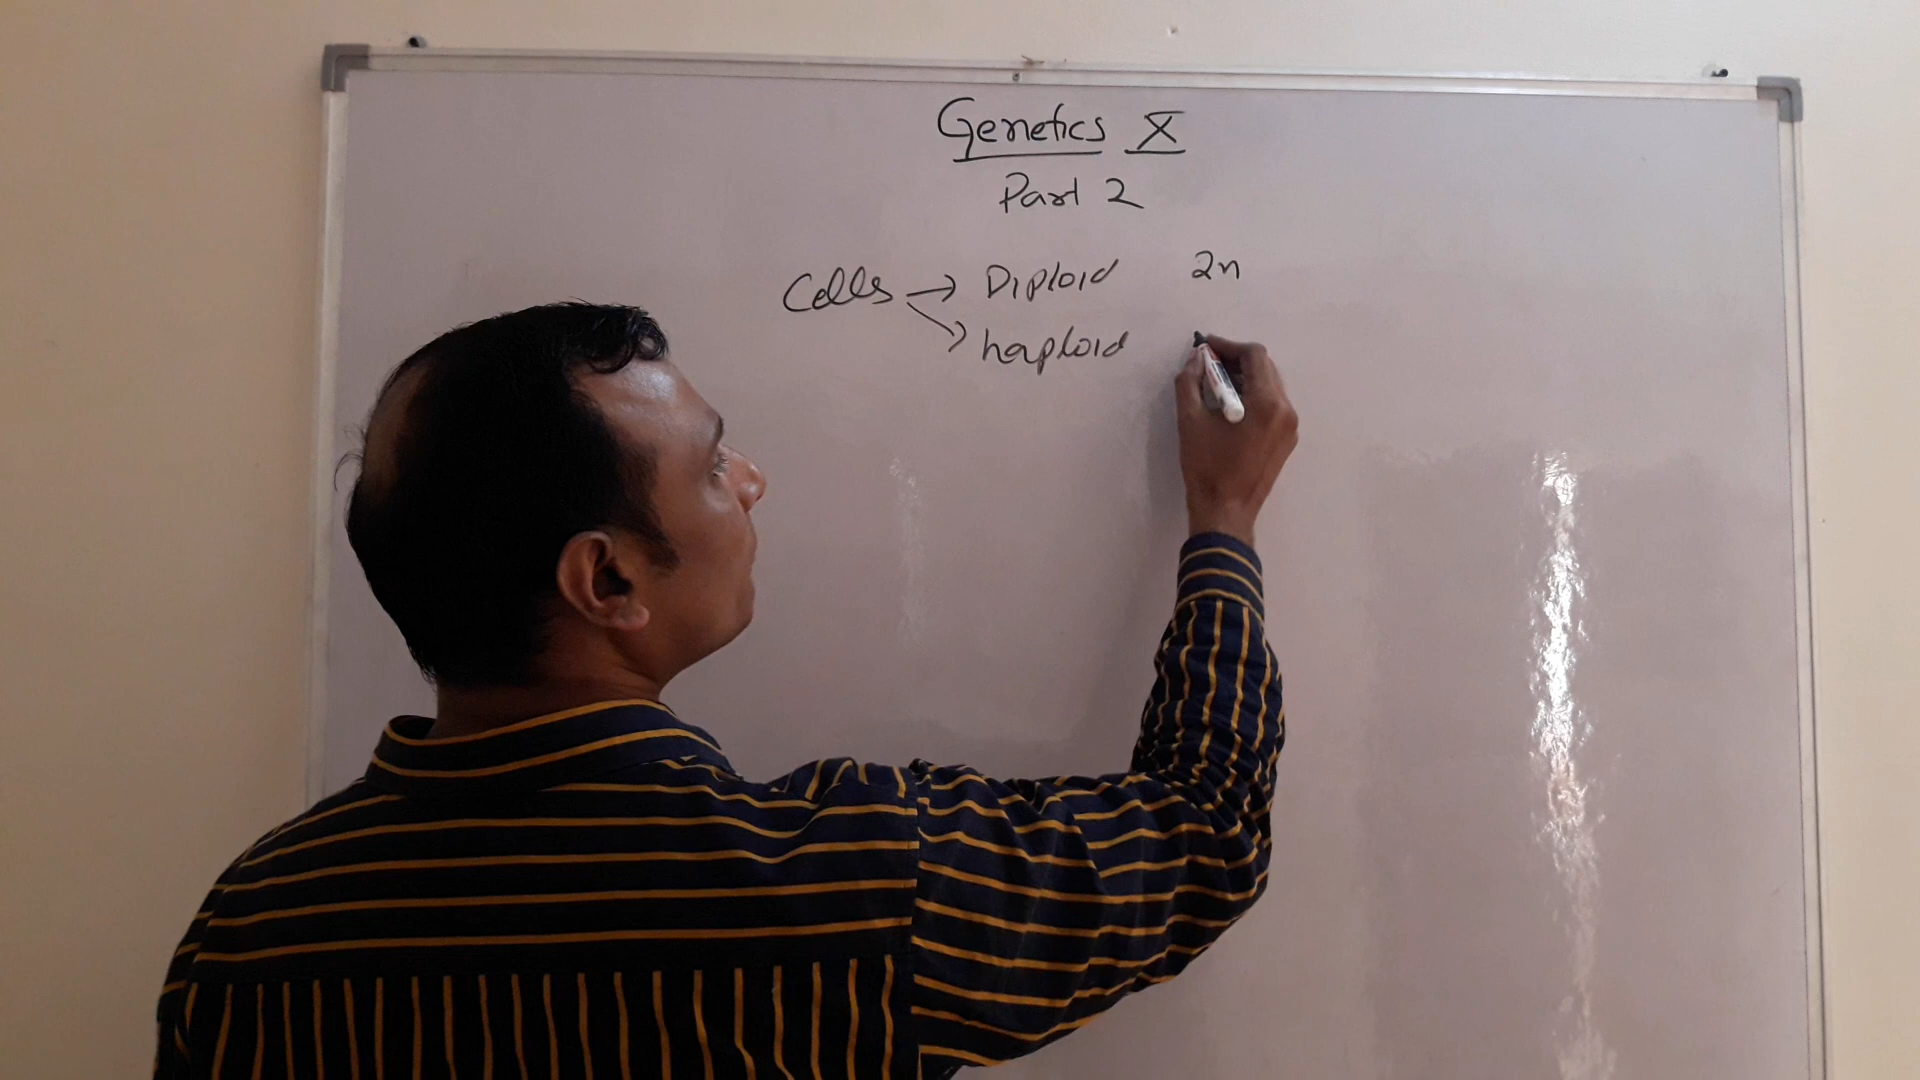 Genetics X
Part 2
Cells → Diploid 2n
haploid